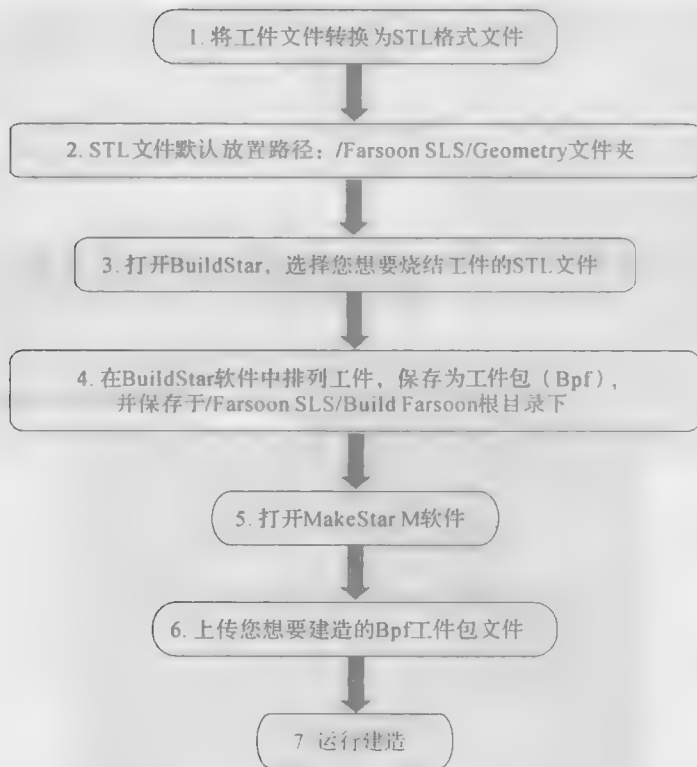 1. 将工件文件转换为STL格式文件
2. STL文件默认放置路径：/Farsoon SLS/Geometry文件夹
3. 打开BuildStar，选择您想要烧结工件的STL文件
4. 在BuildStar软件中排列工件，保存为工件包（Bpf），
并保存于/Farsoon SLS/Build Farsoon根目录下
5. 打开MakeStar M软件
6. 上传您想要建造的Bpf工件包文件
7 运行建造